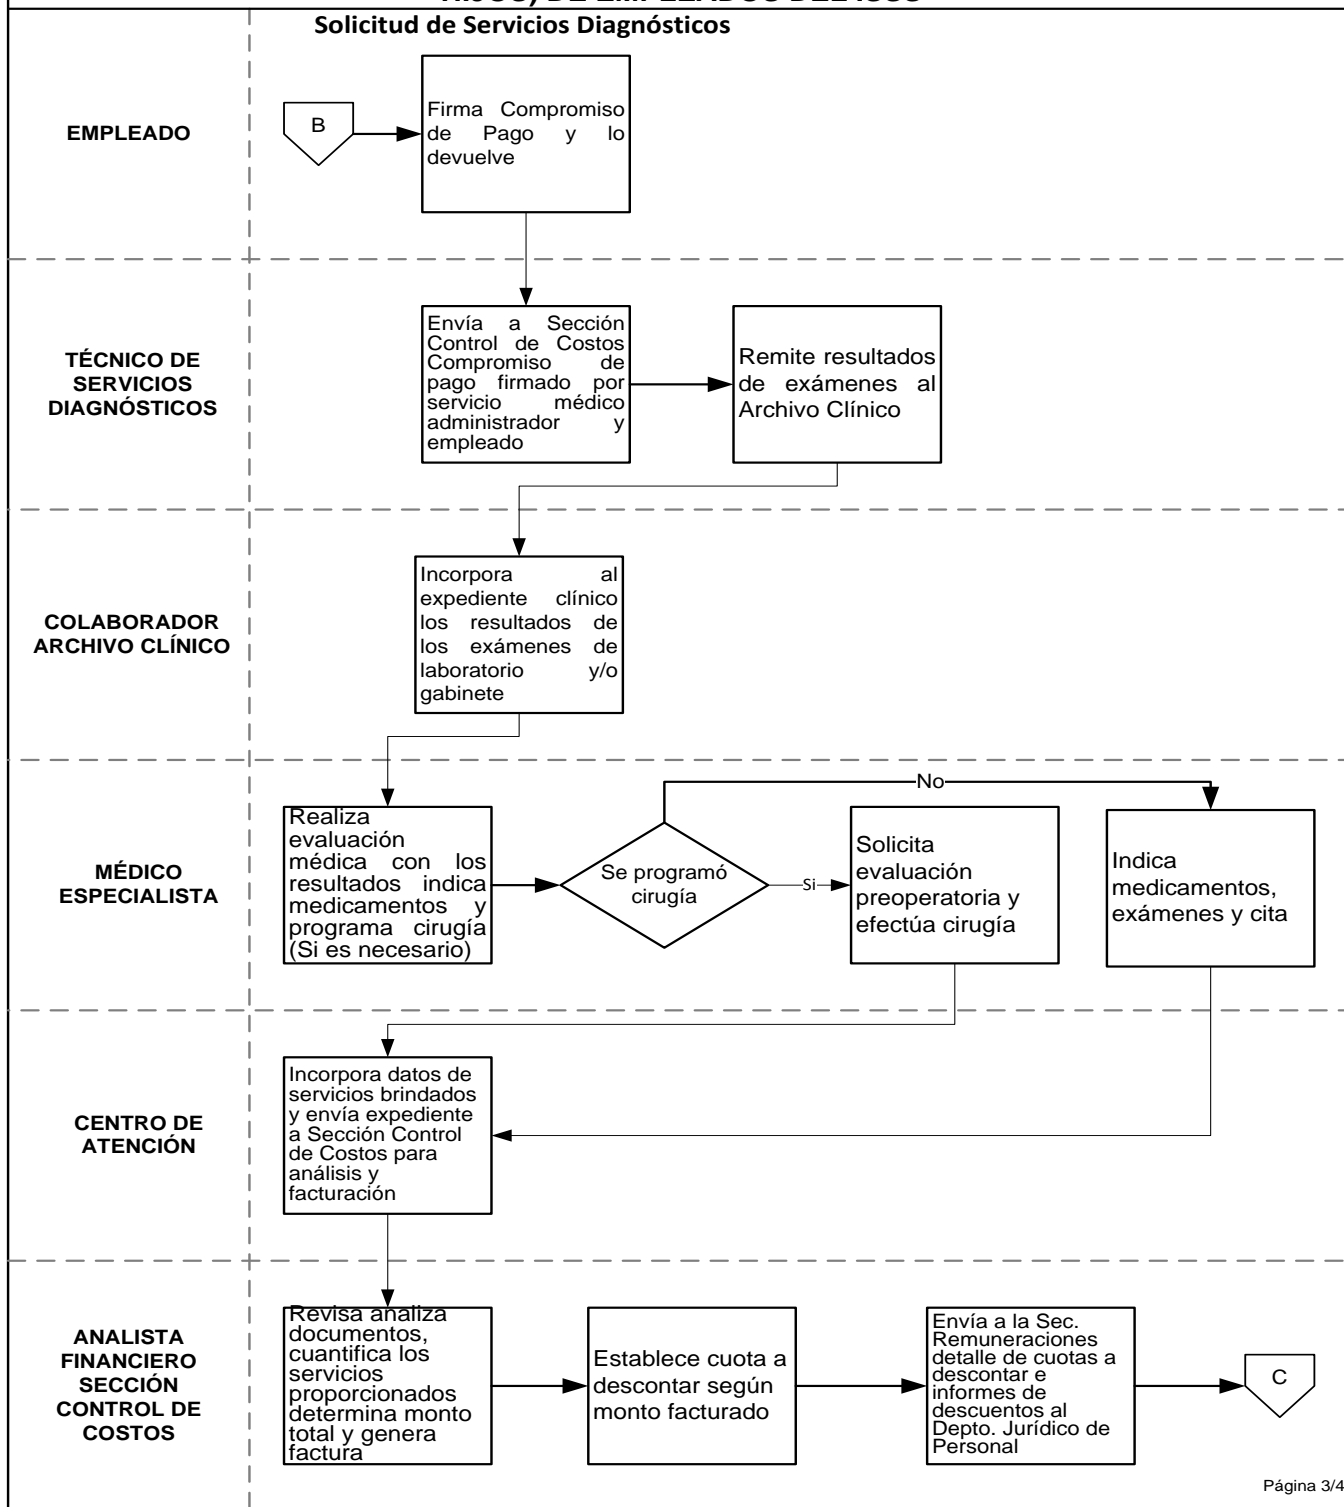 Solicitud de Servicios Diagnósticos
EMPLEADO
B
Firma Compromiso
de Pago y lo
devuelve
TÉCNICO DE
SERVICIOS
DIAGNÓSTICOS
Envía a Sección
Control de Costos
Compromiso de
pago firmado por
servicio médico
administrador y
empleado
Remite resultados
de exámenes al
Archivo Clínico
COLABORADOR
ARCHIVO CLÍNICO
Incorpora al
expediente clínico
los resultados de
los exámenes de
laboratorio y/o
gabinete
MÉDICO
ESPECIALISTA
Realiza
evaluación
médica con los
resultados indica
medicamentos y
programa cirugía
(Si es necesario)
Se programó
cirugía
No
Si
Solicita
evaluación
preoperatoria y
efectúa cirugía
Indica
medicamentos,
exámenes y cita
CENTRO DE
ATENCIÓN
Incorpora datos de
servicios brindados
y envía expediente
a Sección Control
de Costos para
análisis y
facturación
ANALISTA
FINANCIERO
SECCIÓN
CONTROL DE
COSTOS
Revisa analiza
documentos,
cuantifica los
servicios
proporcionados
determina monto
total y genera
factura
Establece cuota a
descontar según
monto facturado
Envía a la Sec.
Remuneraciones
detalle de cuotas a
descontar e
informes de
descuentos al
Depto. Jurídico de
Personal
C
Página 3/4